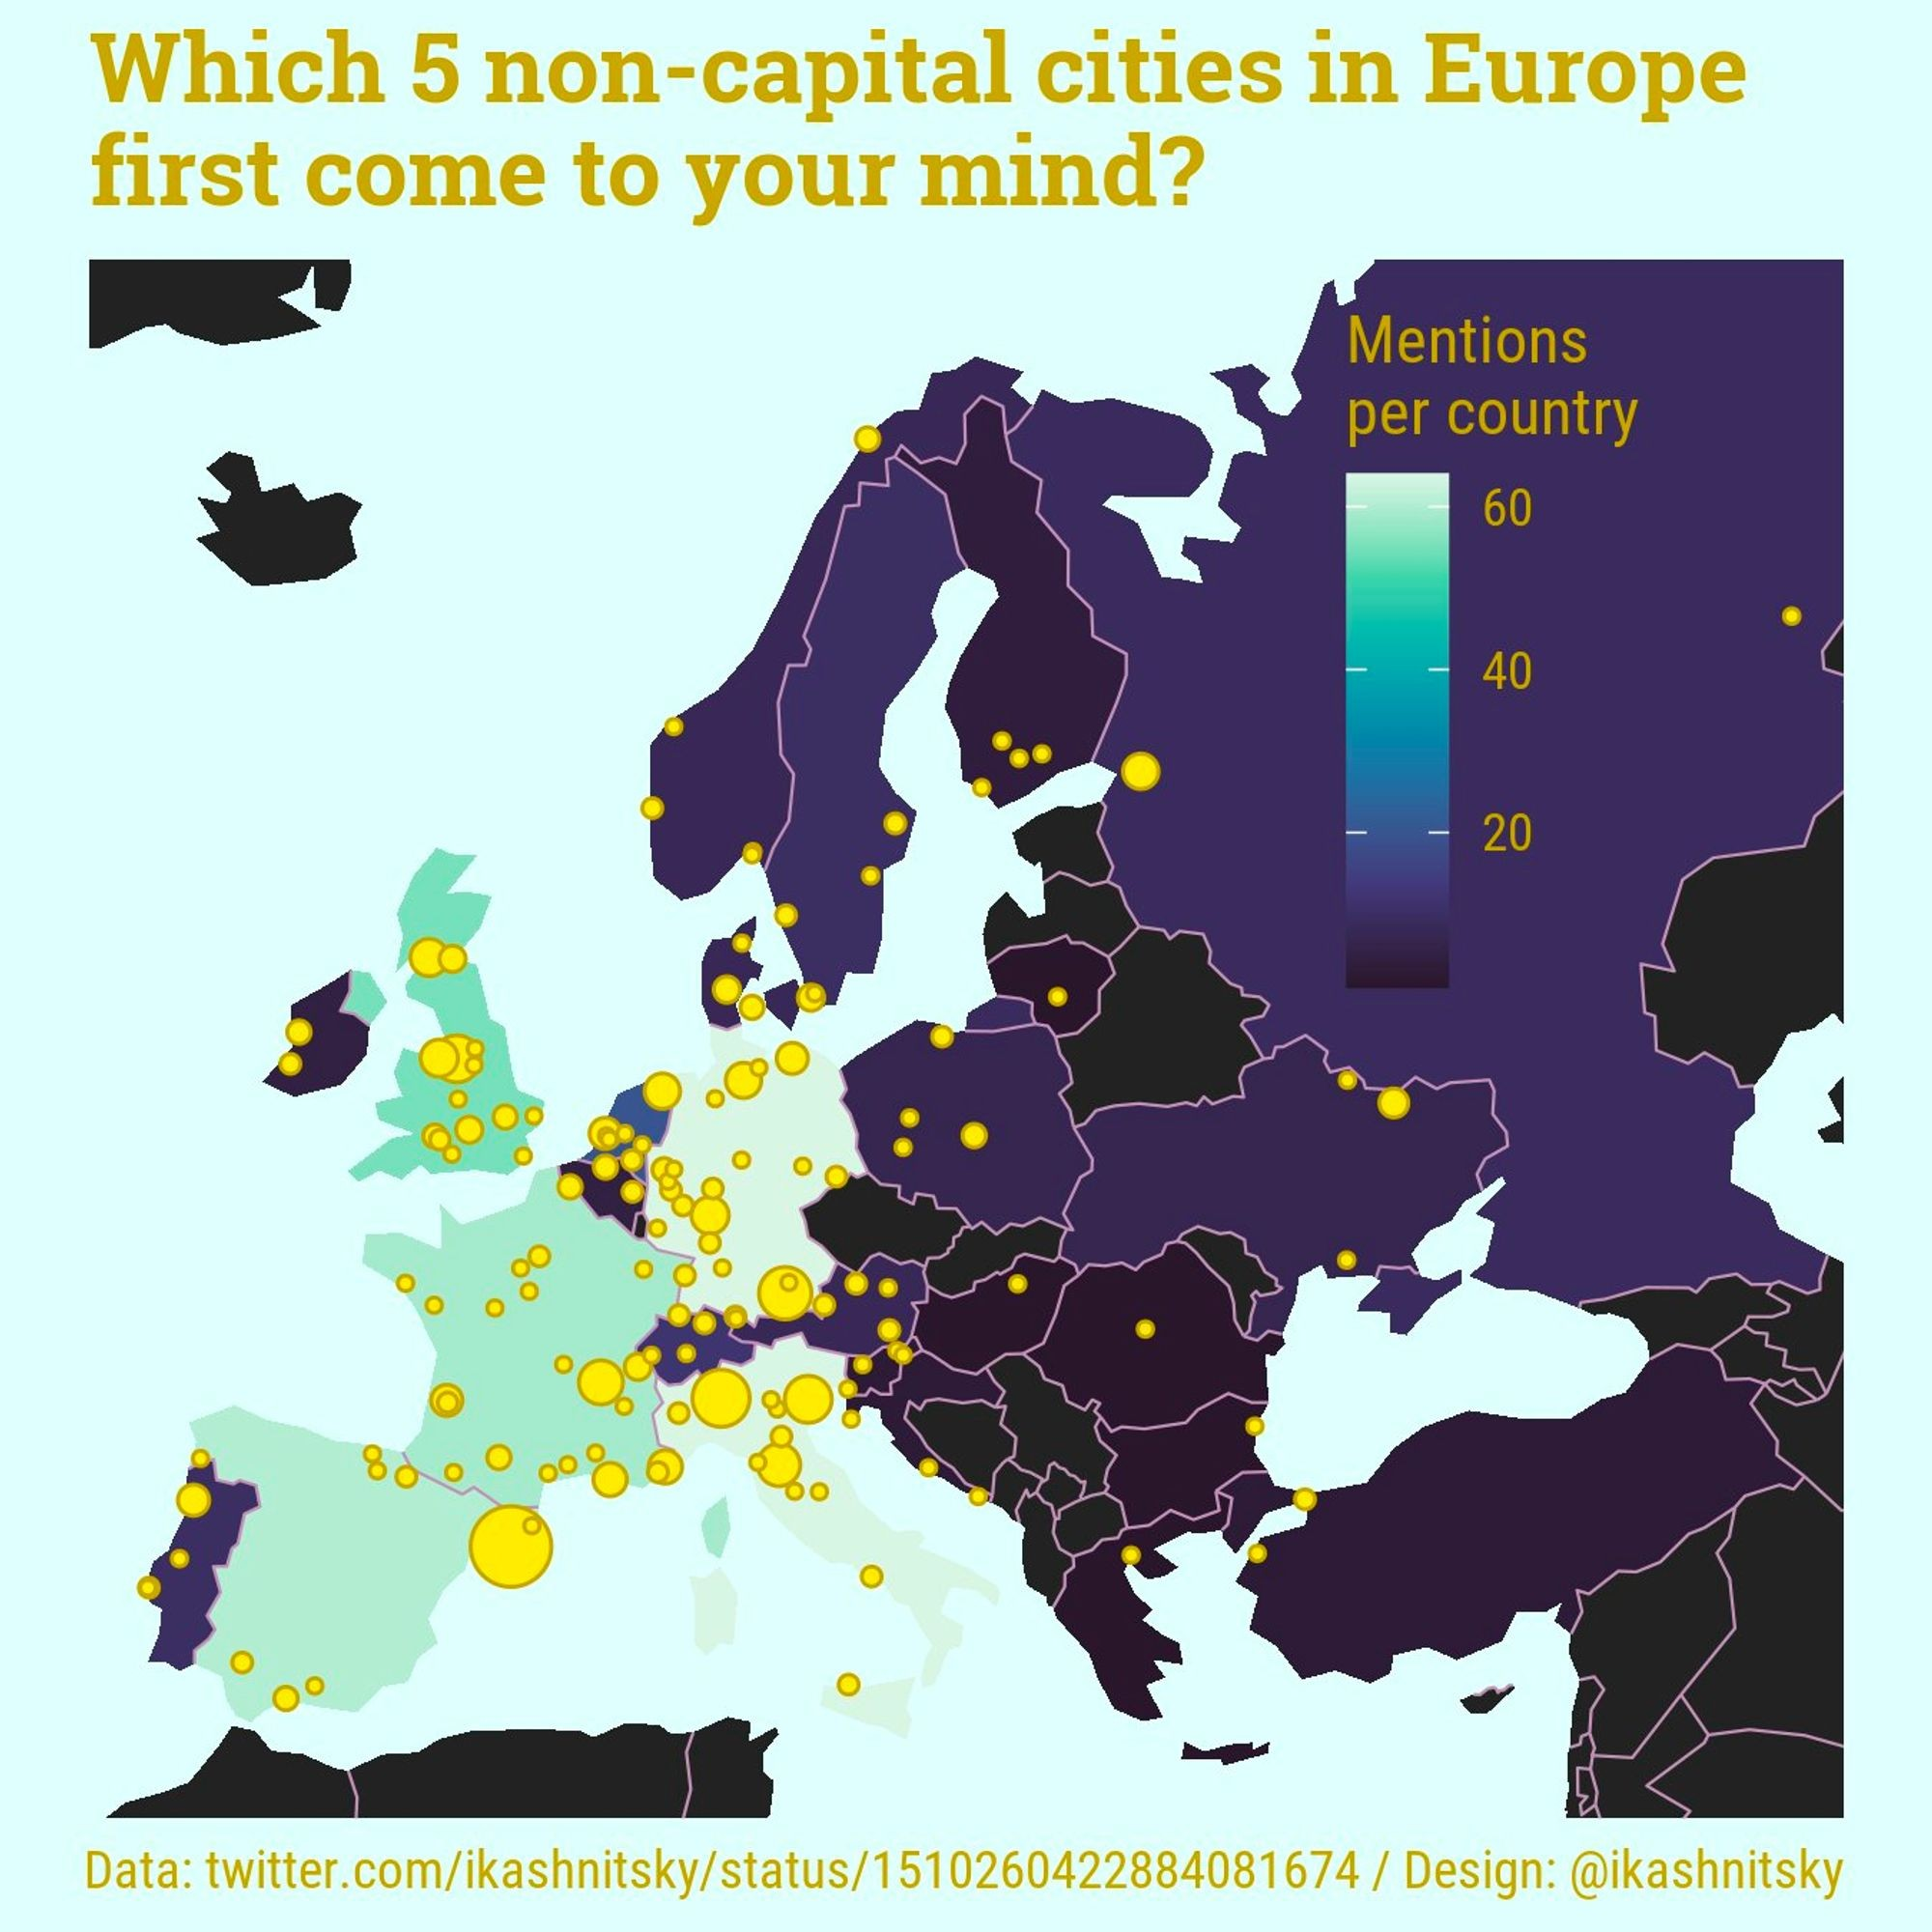 Which 5 non-capital cities in Europe
first come to your mind?
Mentions
per country
60
40
20
Data: twitter.com/ikashnitsky/status/1510260422884081674 / Design: @ikashnitsky